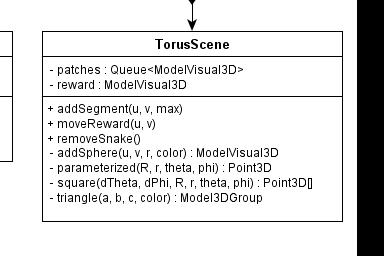 TorusScene
- patches : Queue<ModelVisual3D>
- reward : ModelVisual3D
+ addSegment(u, v, max)
+ moveReward(u, v)
+ removeSnake()
- addSphere(u, v, r, color) : ModelVisual3D
- parameterized(R, r, theta, phi) : Point3D
- square(dTheta, dPhi, R, r, theta, phi) : Point3D[]
- triangle(a, b, c, color) : Model3DGroup